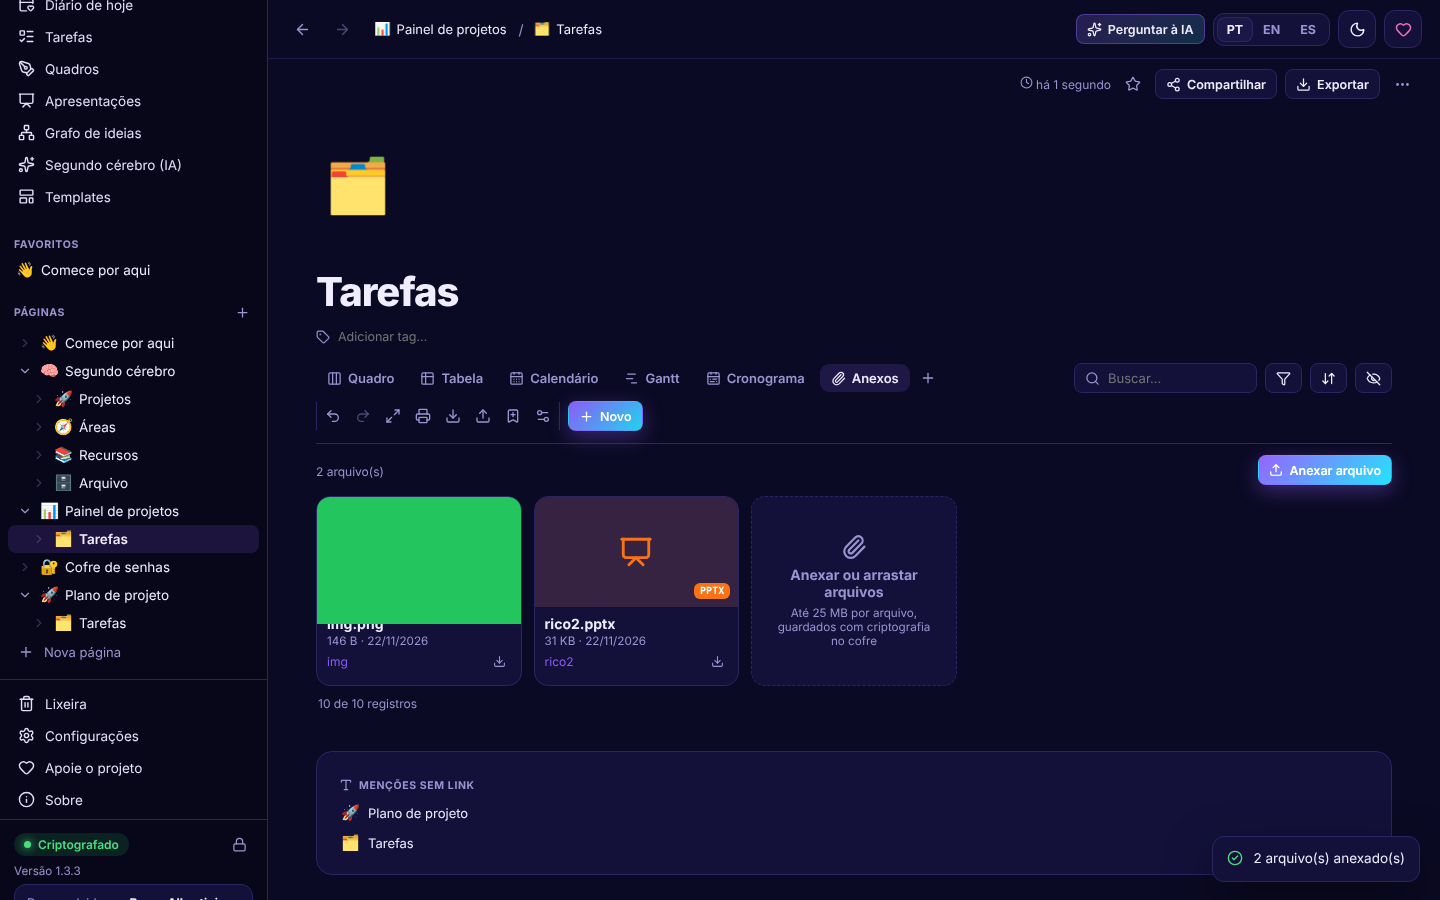 Diário de hoje
Tarefas
Quadros
Apresentações
Grafo de ideias
Segundo cérebro (IA)
Templates
FAVORITOS
Comece por aqui
PÁGINAS
Comece por aqui
Segundo cérebro
Projetos
Áreas
Recursos
Arquivo
Painel de projetos
Tarefas
Cofre de senhas
Plano de projeto
Tarefas
Nova página
Lixeira
Configurações
Apoie o projeto
Sobre
Criptografado
Versão 1.3.3
Painel de projetos / Tarefas
Perguntar à IA
PT EN ES
há 1 segundo
Compartilhar
Exportar
Tarefas
Adicionar tag...
Quadro Tabela Calendário Gantt Cronograma Anexos
Buscar...
Novo
2 arquivo(s)
Anexar arquivo
img.png
146 B · 22/11/2026
img
PPTX
rico2.pptx
31 KB · 22/11/2026
rico2
Anexar ou arrastar
arquivos
Até 25 MB por arquivo,
guardados com criptografia
no cofre
10 de 10 registros
MENÇÕES SEM LINK
Plano de projeto
Tarefas
2 arquivo(s) anexado(s)